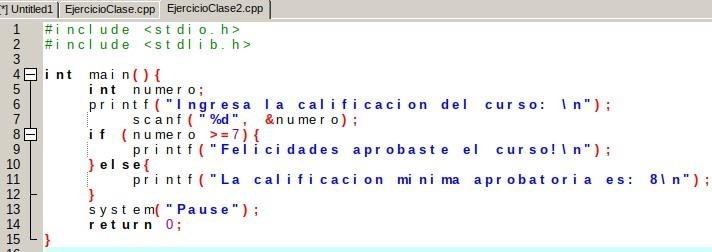 [*] Untitled1 EjercicioClase.cpp EjercicioClase2.cpp
1 #include <stdio.h>
2 #include <stdlib.h>
3
4 int main(){
5 int numero;
6 printf("Ingresa la calificacion del curso: \n");
7 scanf("%d", &numero);
8 if (numero >=7){
9 printf("Felicidades aprobaste el curso!\n");
10 }else{
11 printf("La calificacion minima aprobatoria es: 8\n");
12 }
13 system("Pause");
14 return 0;
15 }